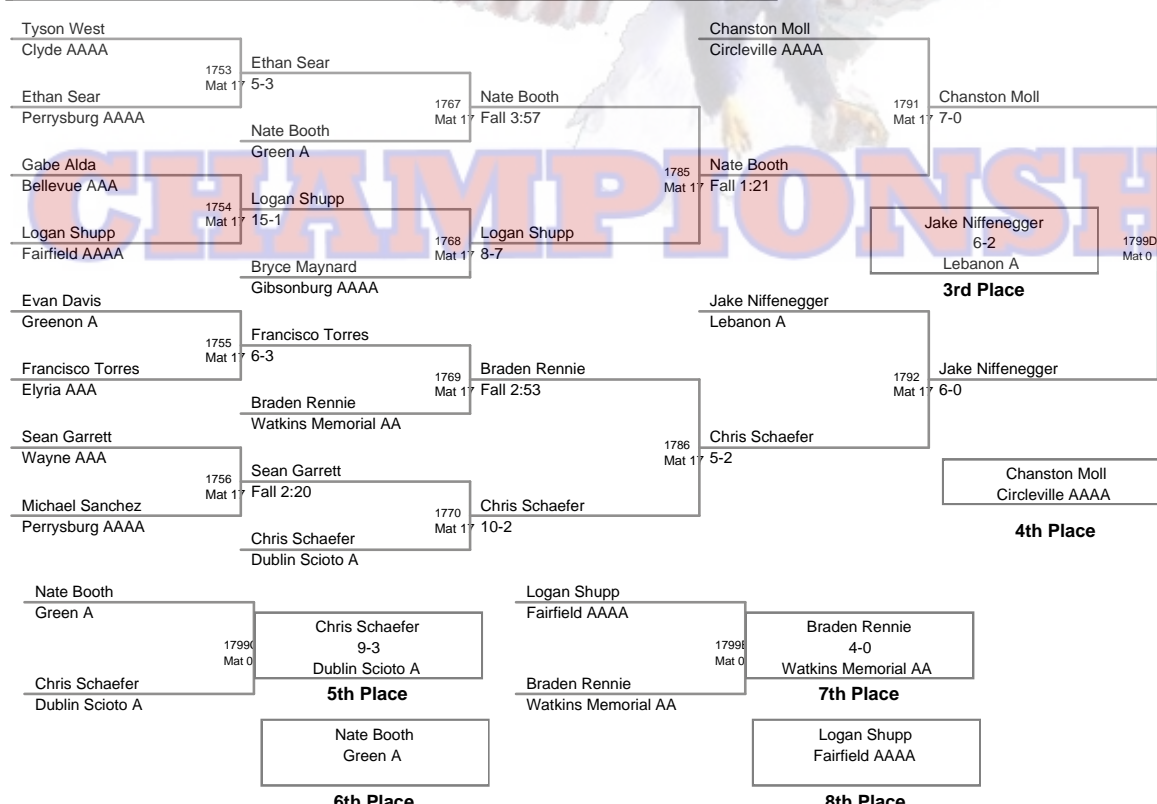 Tyson West
Clyde AAAA
1753
Mat 17
Ethan Sear
5-3
Ethan Sear
Perrysburg AAAA
1767
Mat 17
Nate Booth
Fall 3:57
Nate Booth
Green A
Gabe Alda
Bellevue AAA
1754
Mat 17
Logan Shupp
15-1
Logan Shupp
Fairfield AAAA
1768
Mat 17
Logan Shupp
8-7
Bryce Maynard
Gibsonburg AAAA
1785
Mat 17
Nate Booth
Fall 1:21
Chanston Moll
Circleville AAAA
1791
Mat 17
Chanston Moll
7-0
CHAMPIONSH
Jake Niffenegger
6-2
Lebanon A
3rd Place
1799D
Mat 0
Evan Davis
Greenon A
1755
Mat 17
Francisco Torres
6-3
Francisco Torres
Elyria AAA
1769
Mat 17
Braden Rennie
Fall 2:53
Braden Rennie
Watkins Memorial AA
Sean Garrett
Wayne AAA
1756
Mat 17
Sean Garrett
Fall 2:20
Michael Sanchez
Perrysburg AAAA
1770
Mat 17
Chris Schaefer
10-2
Chris Schaefer
Dublin Scioto A
1786
Mat 17
Chris Schaefer
5-2
Jake Niffenegger
Lebanon A
1792
Mat 17
Jake Niffenegger
6-0
Chanston Moll
Circleville AAAA
4th Place
Nate Booth
Green A
1799C
Mat 0
Chris Schaefer
9-3
Dublin Scioto A
5th Place
Chris Schaefer
Dublin Scioto A
Nate Booth
Green A
6th Place
Logan Shupp
Fairfield AAAA
1799E
Mat 0
Braden Rennie
4-0
Watkins Memorial AA
7th Place
Braden Rennie
Watkins Memorial AA
Logan Shupp
Fairfield AAAA
8th Place